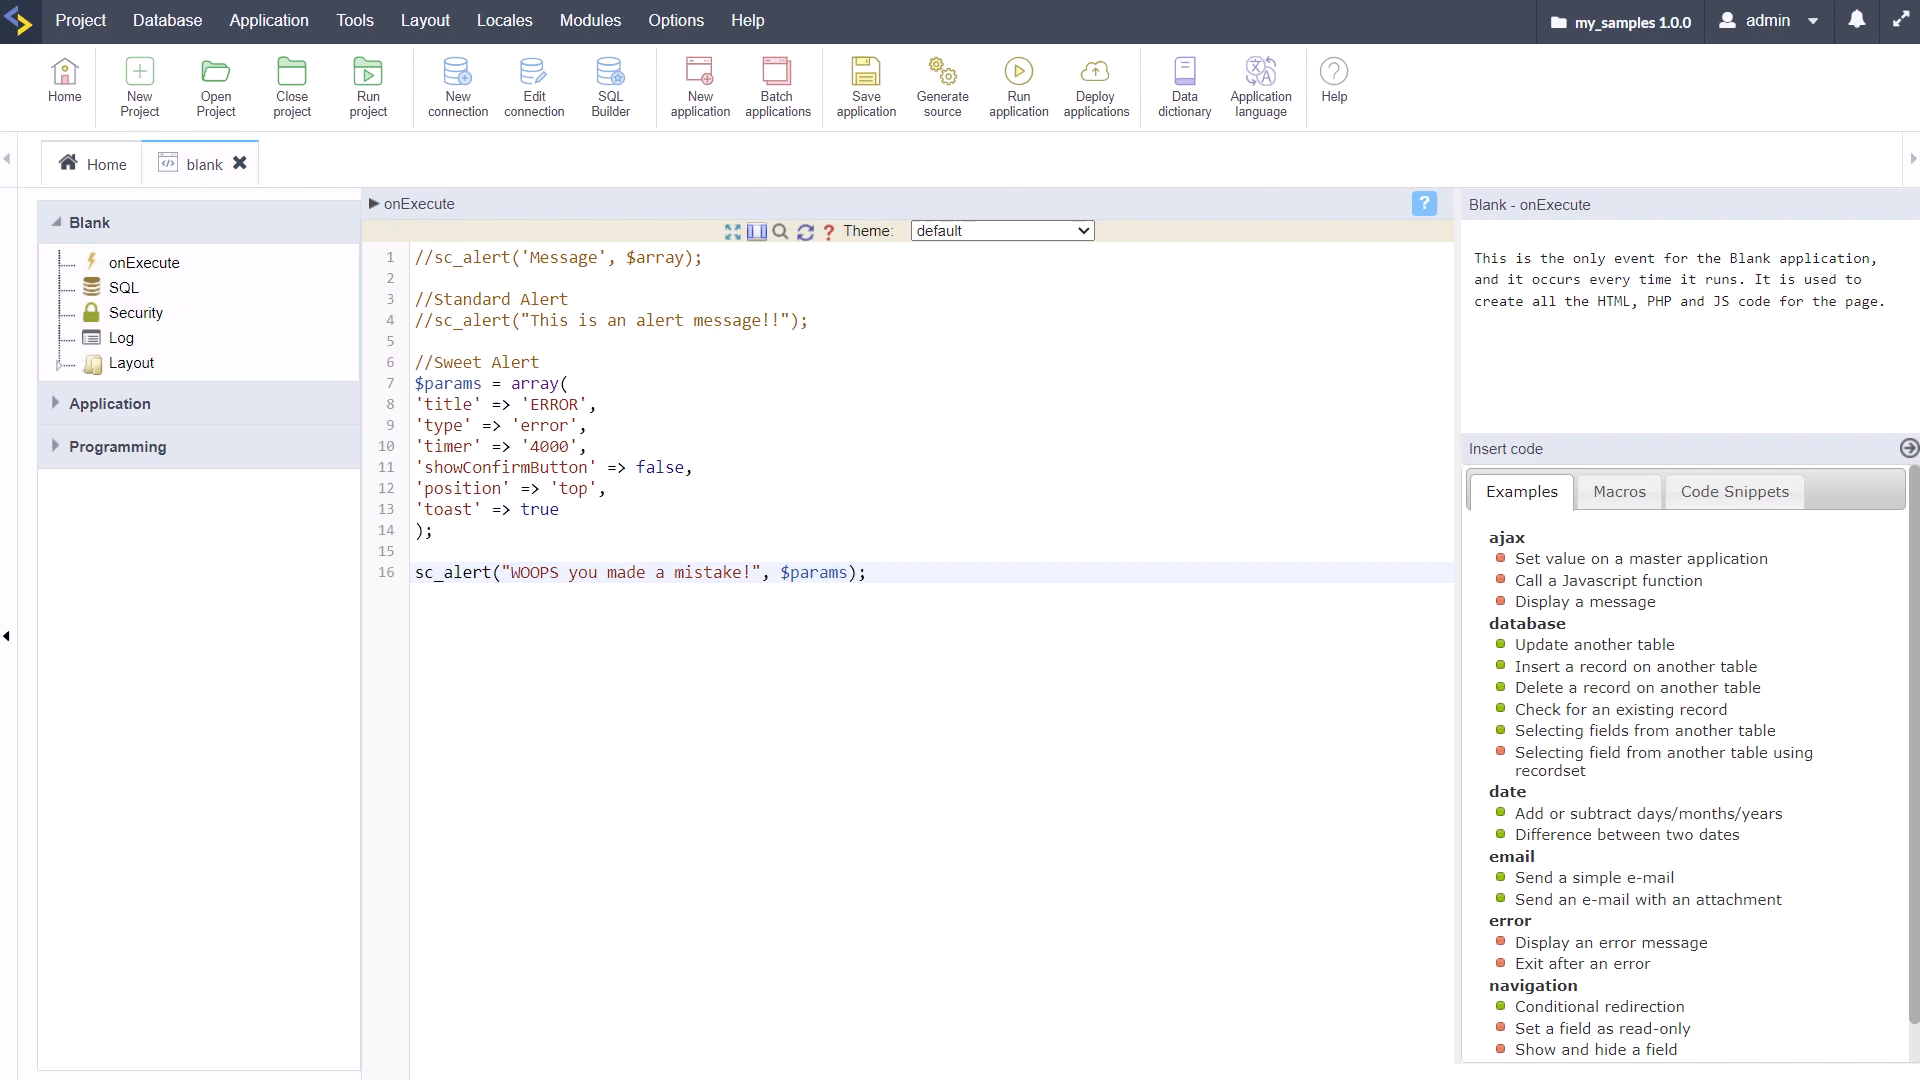 Project Database Application Tools Layout Locales Modules Options Help my_samples 1.0.0 admin
Home New Project Open Project Close project Run project New connection Edit connection SQL Builder New application Batch applications Save application Generate source Run application Deploy applications Data dictionary Application language Help
Home blank
Blank
onExecute
SQL
Security
Log
Layout
Application
Programming
onExecute ?
? Theme: default
1 //sc_alert('Message', $array);
2
3 //Standard Alert
4 //sc_alert("This is an alert message!!");
5
6 //Sweet Alert
7 $params = array(
8 'title' => 'ERROR',
9 'type' => 'error',
10 'timer' => '4000',
11 'showConfirmButton' => false,
12 'position' => 'top',
13 'toast' => true
14 );
15
16 sc_alert("WOOPS you made a mistake!", $params);
Blank - onExecute
This is the only event for the Blank application,
and it occurs every time it runs. It is used to
create all the HTML, PHP and JS code for the page.
Insert code
Examples Macros Code Snippets
ajax
Set value on a master application
Call a Javascript function
Display a message
database
Update another table
Insert a record on another table
Delete a record on another table
Check for an existing record
Selecting fields from another table
Selecting field from another table using
recordset
date
Add or subtract days/months/years
Difference between two dates
email
Send a simple e-mail
Send an e-mail with an attachment
error
Display an error message
Exit after an error
navigation
Conditional redirection
Set a field as read-only
Show and hide a field